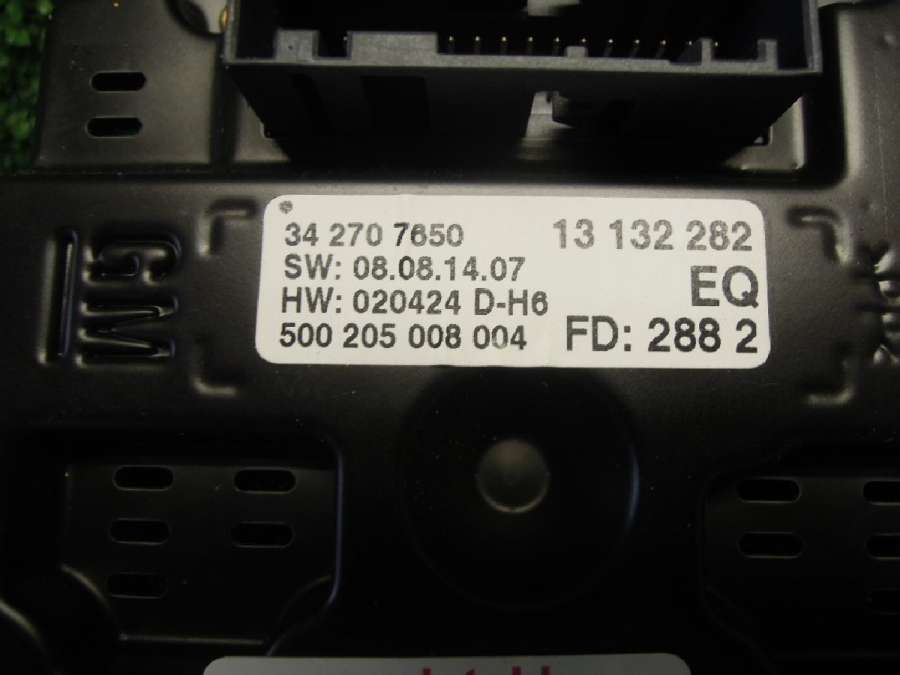 34 270 7650 13 132 282
SW: 08.08.14.07 EQ
HW: 020424 D-H6
500 205 008 004 FD: 288 2
GM